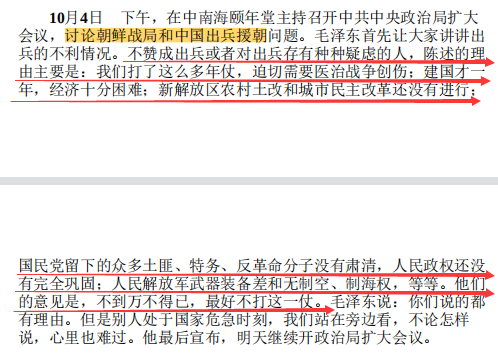 10月4日　下午，在中南海颐年堂主持召开中共中央政治局扩大
会议，讨论朝鲜战局和中国出兵援朝问题。毛泽东首先让大家讲讲出
兵的不利情况。不赞成出兵或者对出兵存有种种疑虑的人，陈述的理
由主要是：我们打了这么多年仗，迫切需要医治战争创伤；建国才一
年，经济十分困难；新解放区农村土改和城市民主改革还没有进行；
国民党留下的众多土匪、特务、反革命分子没有肃清，人民政权还没
有完全巩固；人民解放军武器装备差和无制空、制海权，等等。他们
的意见是，不到万不得已，最好不打这一仗。毛泽东说：你们说的都
有理由。但是别人处于国家危急时刻，我们站在旁边看，不论怎样
说，心里也难过。他最后宣布，明天继续开政治局扩大会议。